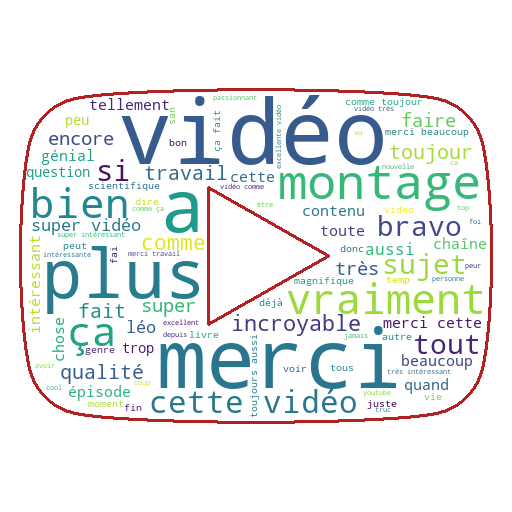 passionnant
tellement
vidéo
comme toujour
vidéo très
peu
san
ça fait
excellente vidéo
faire
encore
bon
vu
merci beaucoup
génial
si
travail
cette
toujour
question
nouvelle
ça
scientifique
vidéo comme
montage
bien
a
dire
comme ça
être
contenu
video
top
super vidéo
toute
bravo
foi
super intéressant
comme
donc
aussi
chaîne
intéressant
peut
fai
intéressante
merci travail
très
sujet
peur
plus
magnifique
temp
personne
fait
super
excellent
déjà
vraiment
chose
ça
léo
depuis
livre
incroyable
merci cette
genre
trop
merci
jamais
autre
tout
avoir
qualité
toujours aussi
voir
tous
beaucoup
très intéressant
cool
épisode
coup
youtube
quand
moment
fin
cette vidéo
juste
truc
vie